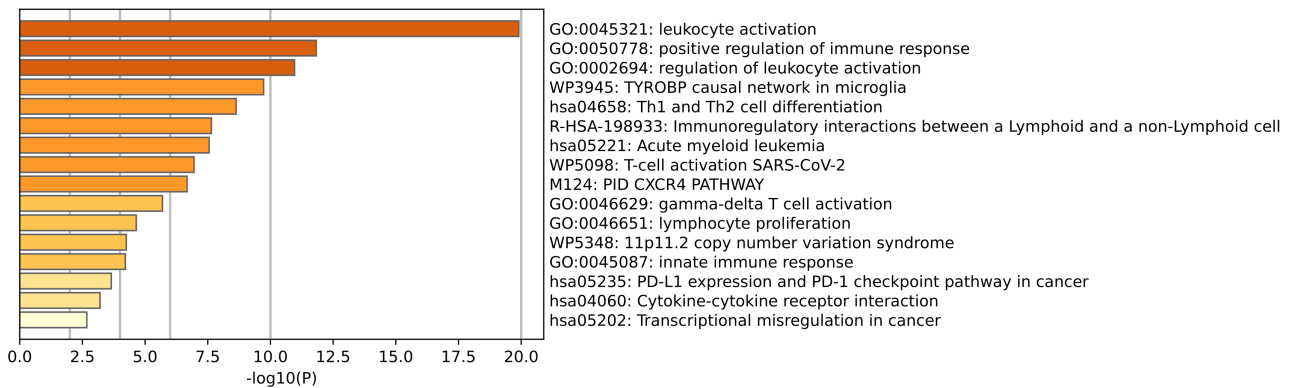 GO:0045321: leukocyte activation
GO:0050778: positive regulation of immune response
GO:0002694: regulation of leukocyte activation
WP3945: TYROBP causal network in microglia
hsa04658: Th1 and Th2 cell differentiation
R-HSA-198933: Immunoregulatory interactions between a Lymphoid and a non-Lymphoid cell
hsa05221: Acute myeloid leukemia
WP5098: T-cell activation SARS-CoV-2
M124: PID CXCR4 PATHWAY
GO:0046629: gamma-delta T cell activation
GO:0046651: lymphocyte proliferation
WP5348: 11p11.2 copy number variation syndrome
GO:0045087: innate immune response
hsa05235: PD-L1 expression and PD-1 checkpoint pathway in cancer
hsa04060: Cytokine-cytokine receptor interaction
hsa05202: Transcriptional misregulation in cancer
0.0 2.5 5.0 7.5 10.0 12.5 15.0 17.5 20.0
-log10(P)